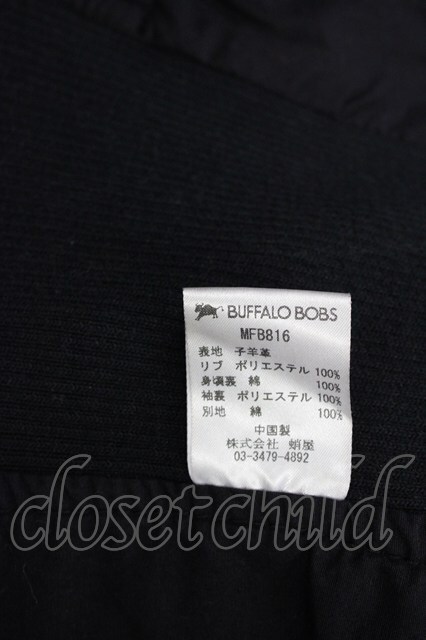 BUFFALO BOBS
MFB816
表地 子羊革
リブ ポリエステル 100%
身頃裏 綿 100%
袖裏 ポリエステル 100%
別地 綿 100%
中国製
株式会社 蛸屋
03-3479-4892
closetchild